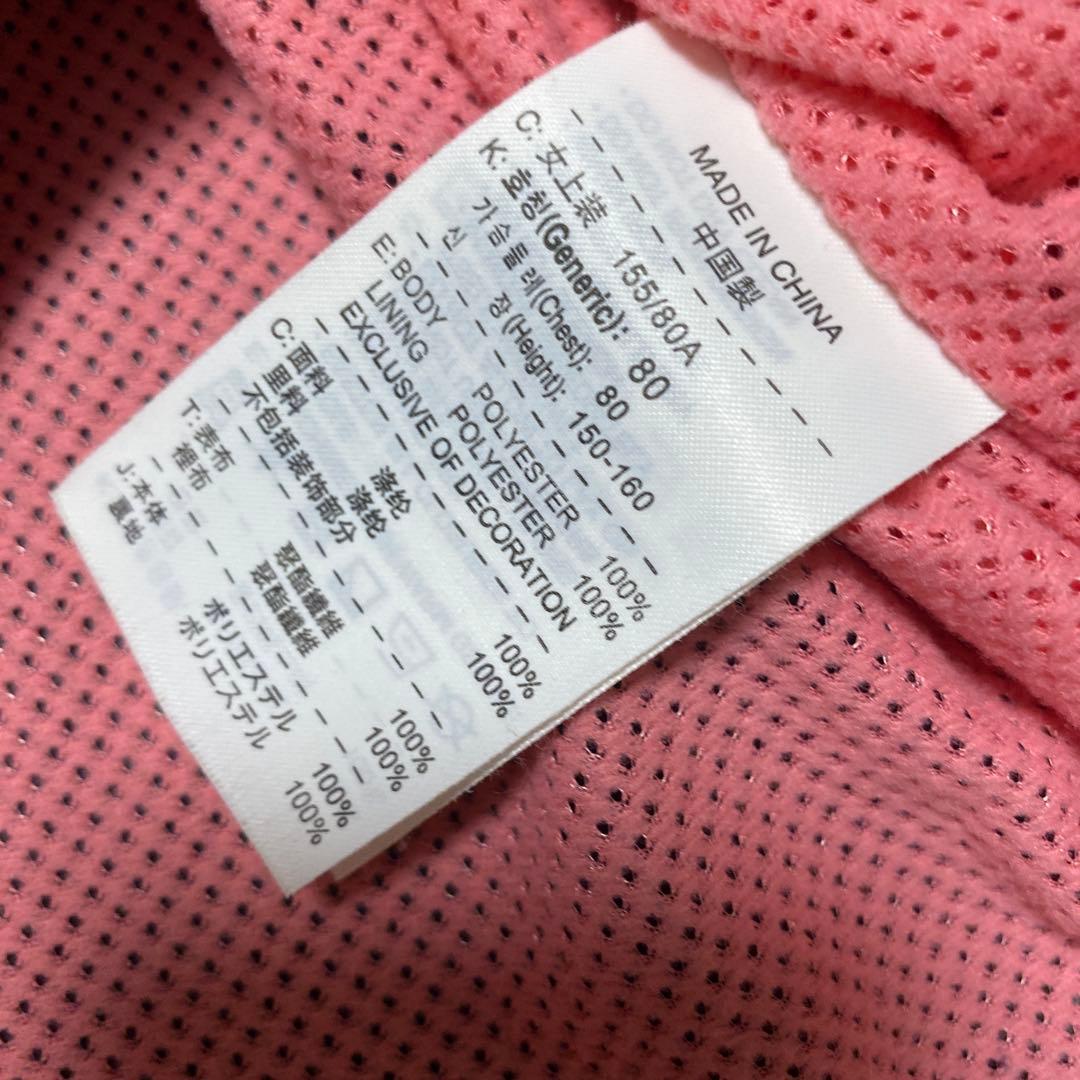 MADE IN CHINA
中国製
C: 女上装 155/80A
K: 호칭(Generic): 80
가슴둘레(Chest): 80
신 장(Height): 150-160
E: BODY POLYESTER 100%
LINING POLYESTER 100%
EXCLUSIVE OF DECORATION
C: 面料 涤纶 100%
里料 涤纶 100%
不包括装饰部分
T: 表布 聚酯纖維 100%
裡布 聚酯纖維 100%
J: 本体 ポリエステル 100%
裏地 ポリエステル 100%